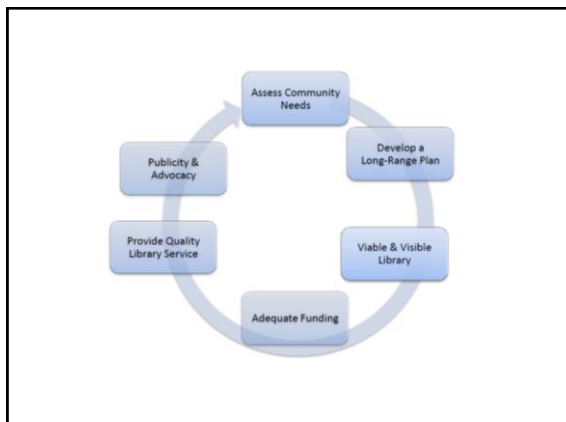 Assess Community
Needs
Develop a
Long-Range Plan
Viable & Visible
Library
Adequate Funding
Provide Quality
Library Service
Publicity &
Advocacy